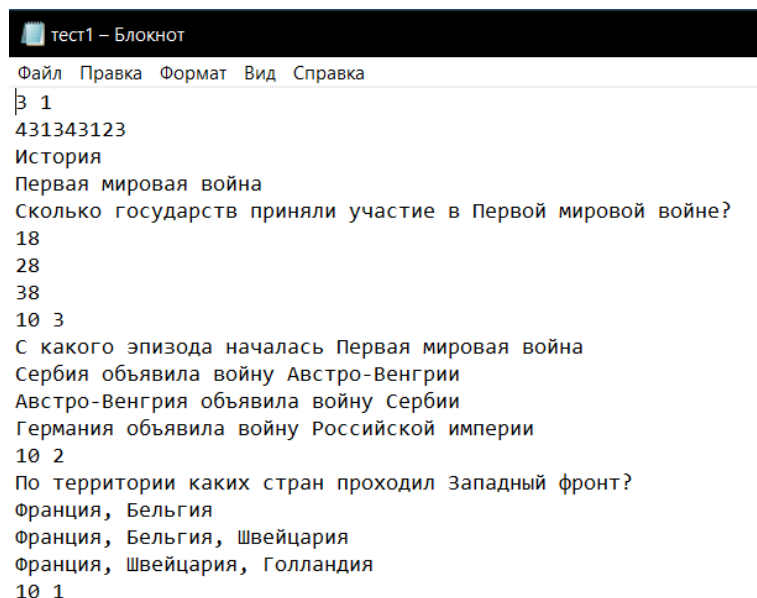 тест1 – Блокнот
Файл Правка Формат Вид Справка
3 1
431343123
История
Первая мировая война
Сколько государств приняли участие в Первой мировой войне?
18
28
38
10 3
С какого эпизода началась Первая мировая война
Сербия объявила войну Австро-Венгрии
Австро-Венгрия объявила войну Сербии
Германия объявила войну Российской империи
10 2
По территории каких стран проходил Западный фронт?
Франция, Бельгия
Франция, Бельгия, Швейцария
Франция, Швейцария, Голландия
10 1